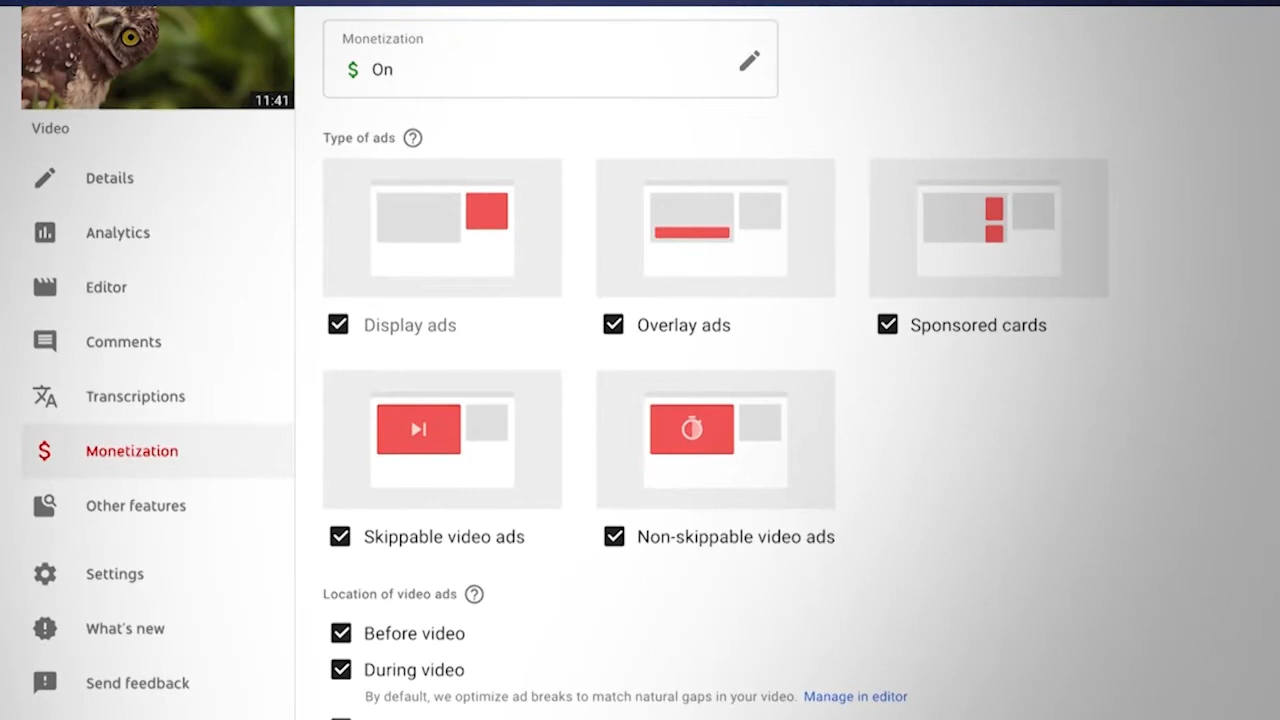 11:41
Video
Details
Analytics
Editor
Comments
Transcriptions
Monetization
Other features
Settings
What's new
Send feedback
Monetization
$ On
Type of ads ?
Display ads
Overlay ads
Sponsored cards
Skippable video ads
Non-skippable video ads
Location of video ads ?
Before video
During video
By default, we optimize ad breaks to match natural gaps in your video. Manage in editor